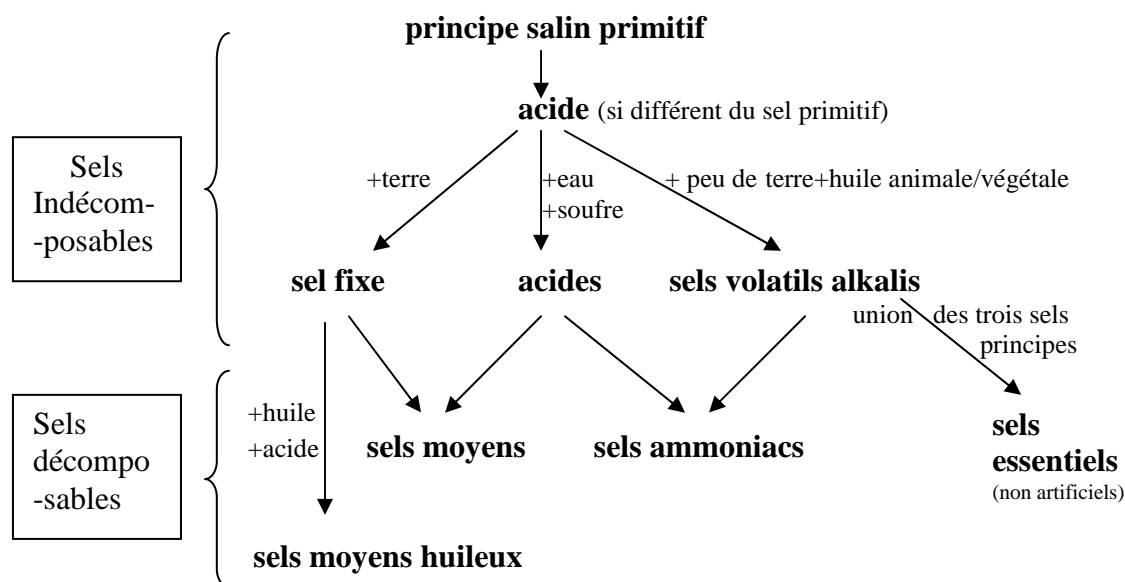 principe salin primitif
acide (si différent du sel primitif)
Sels
Indécom-
-posables
+terre
+eau
+soufre
+ peu de terre+huile animale/végétale
sel fixe
acides
sels volatils alkalis
union des trois sels
principes
Sels
décompo
-sables
+huile
+acide
sels moyens
sels ammoniacs
sels
essentiels
(non artificiels)
sels moyens huileux